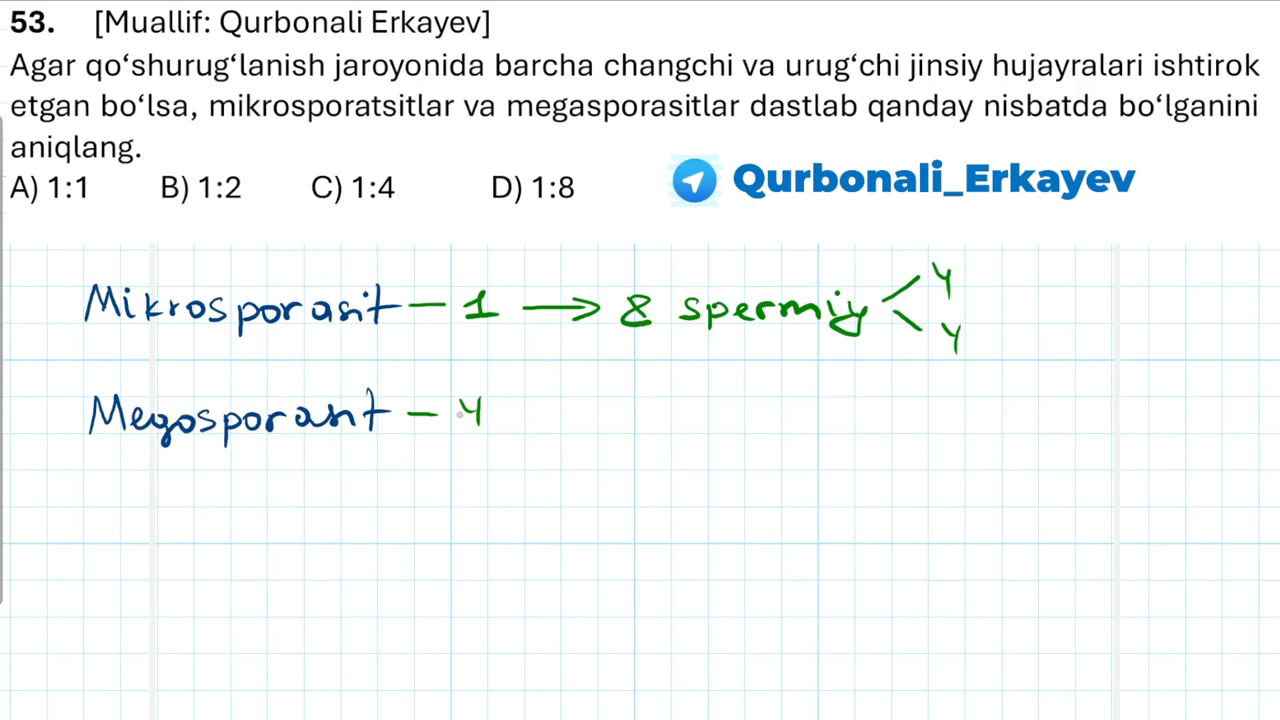 53. [Muallif: Qurbonali Erkayev]
Agar qo‘shurug‘lanish jaroyonida barcha changchi va urug‘chi jinsiy hujayralari ishtirok
etgan bo‘lsa, mikrosporatsitlar va megasporasitlar dastlab qanday nisbatda bo‘lganini
aniqlang.
A) 1:1 B) 1:2 C) 1:4 D) 1:8
Qurbonali_Erkayev
Mikrosporasit – 1 → 8 spermiy < 4 4
Megosporasit – 4